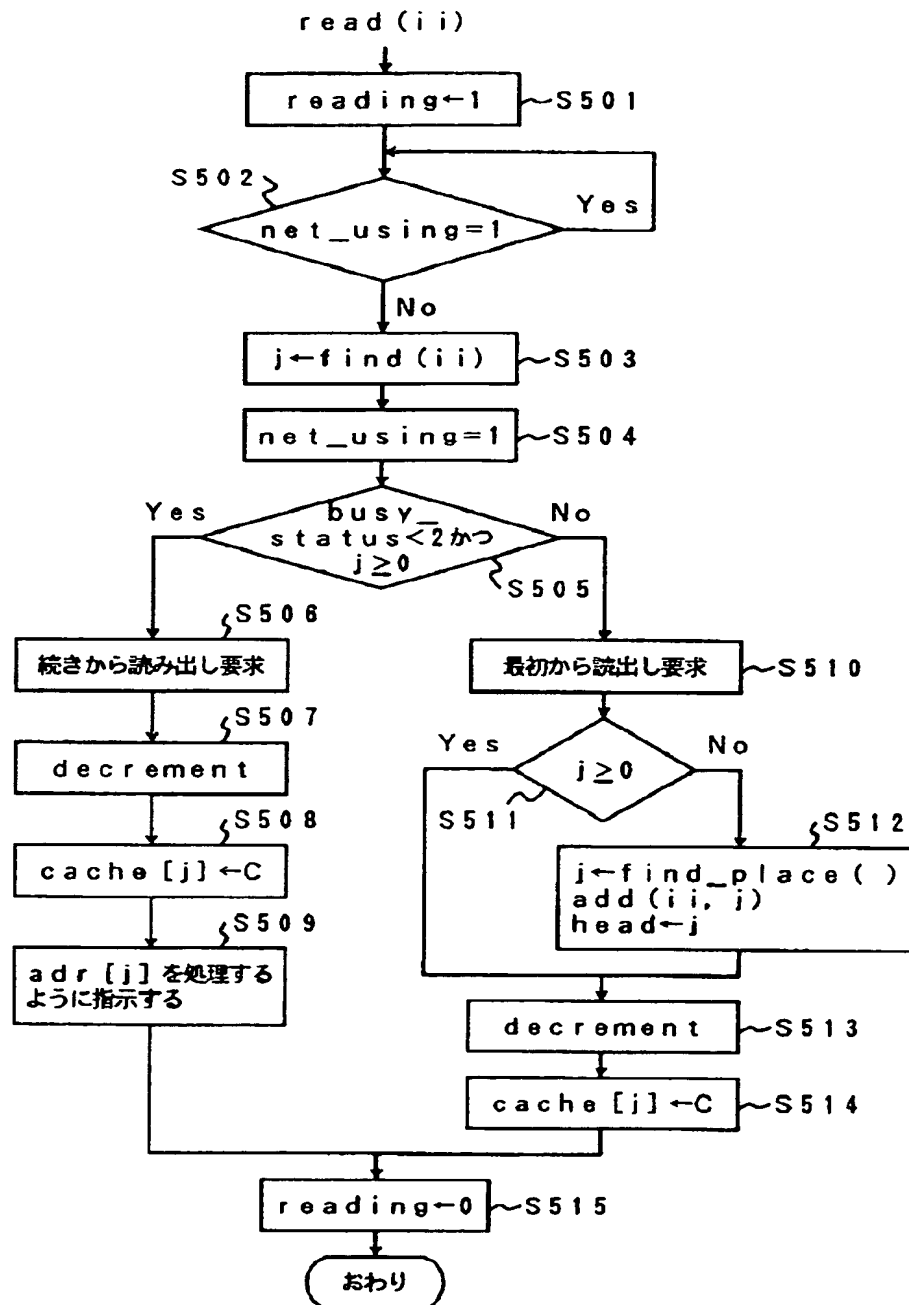 read(ii)
reading←1
S501
S502
net_using=1
Yes
No
j←find(ii)
S503
net_using=1
S504
busy_
status<2かつ
j≥0
Yes
No
S505
S506
続きから読み出し要求
S507
decrement
S508
cache[j]←C
S509
adr[j]を処理する
ように指示する
最初から読出し要求
S510
j≥0
Yes
No
S511
S512
j←find_place()
add(ii, j)
head←j
decrement
S513
cache[j]←C
S514
reading←0
S515
おわり